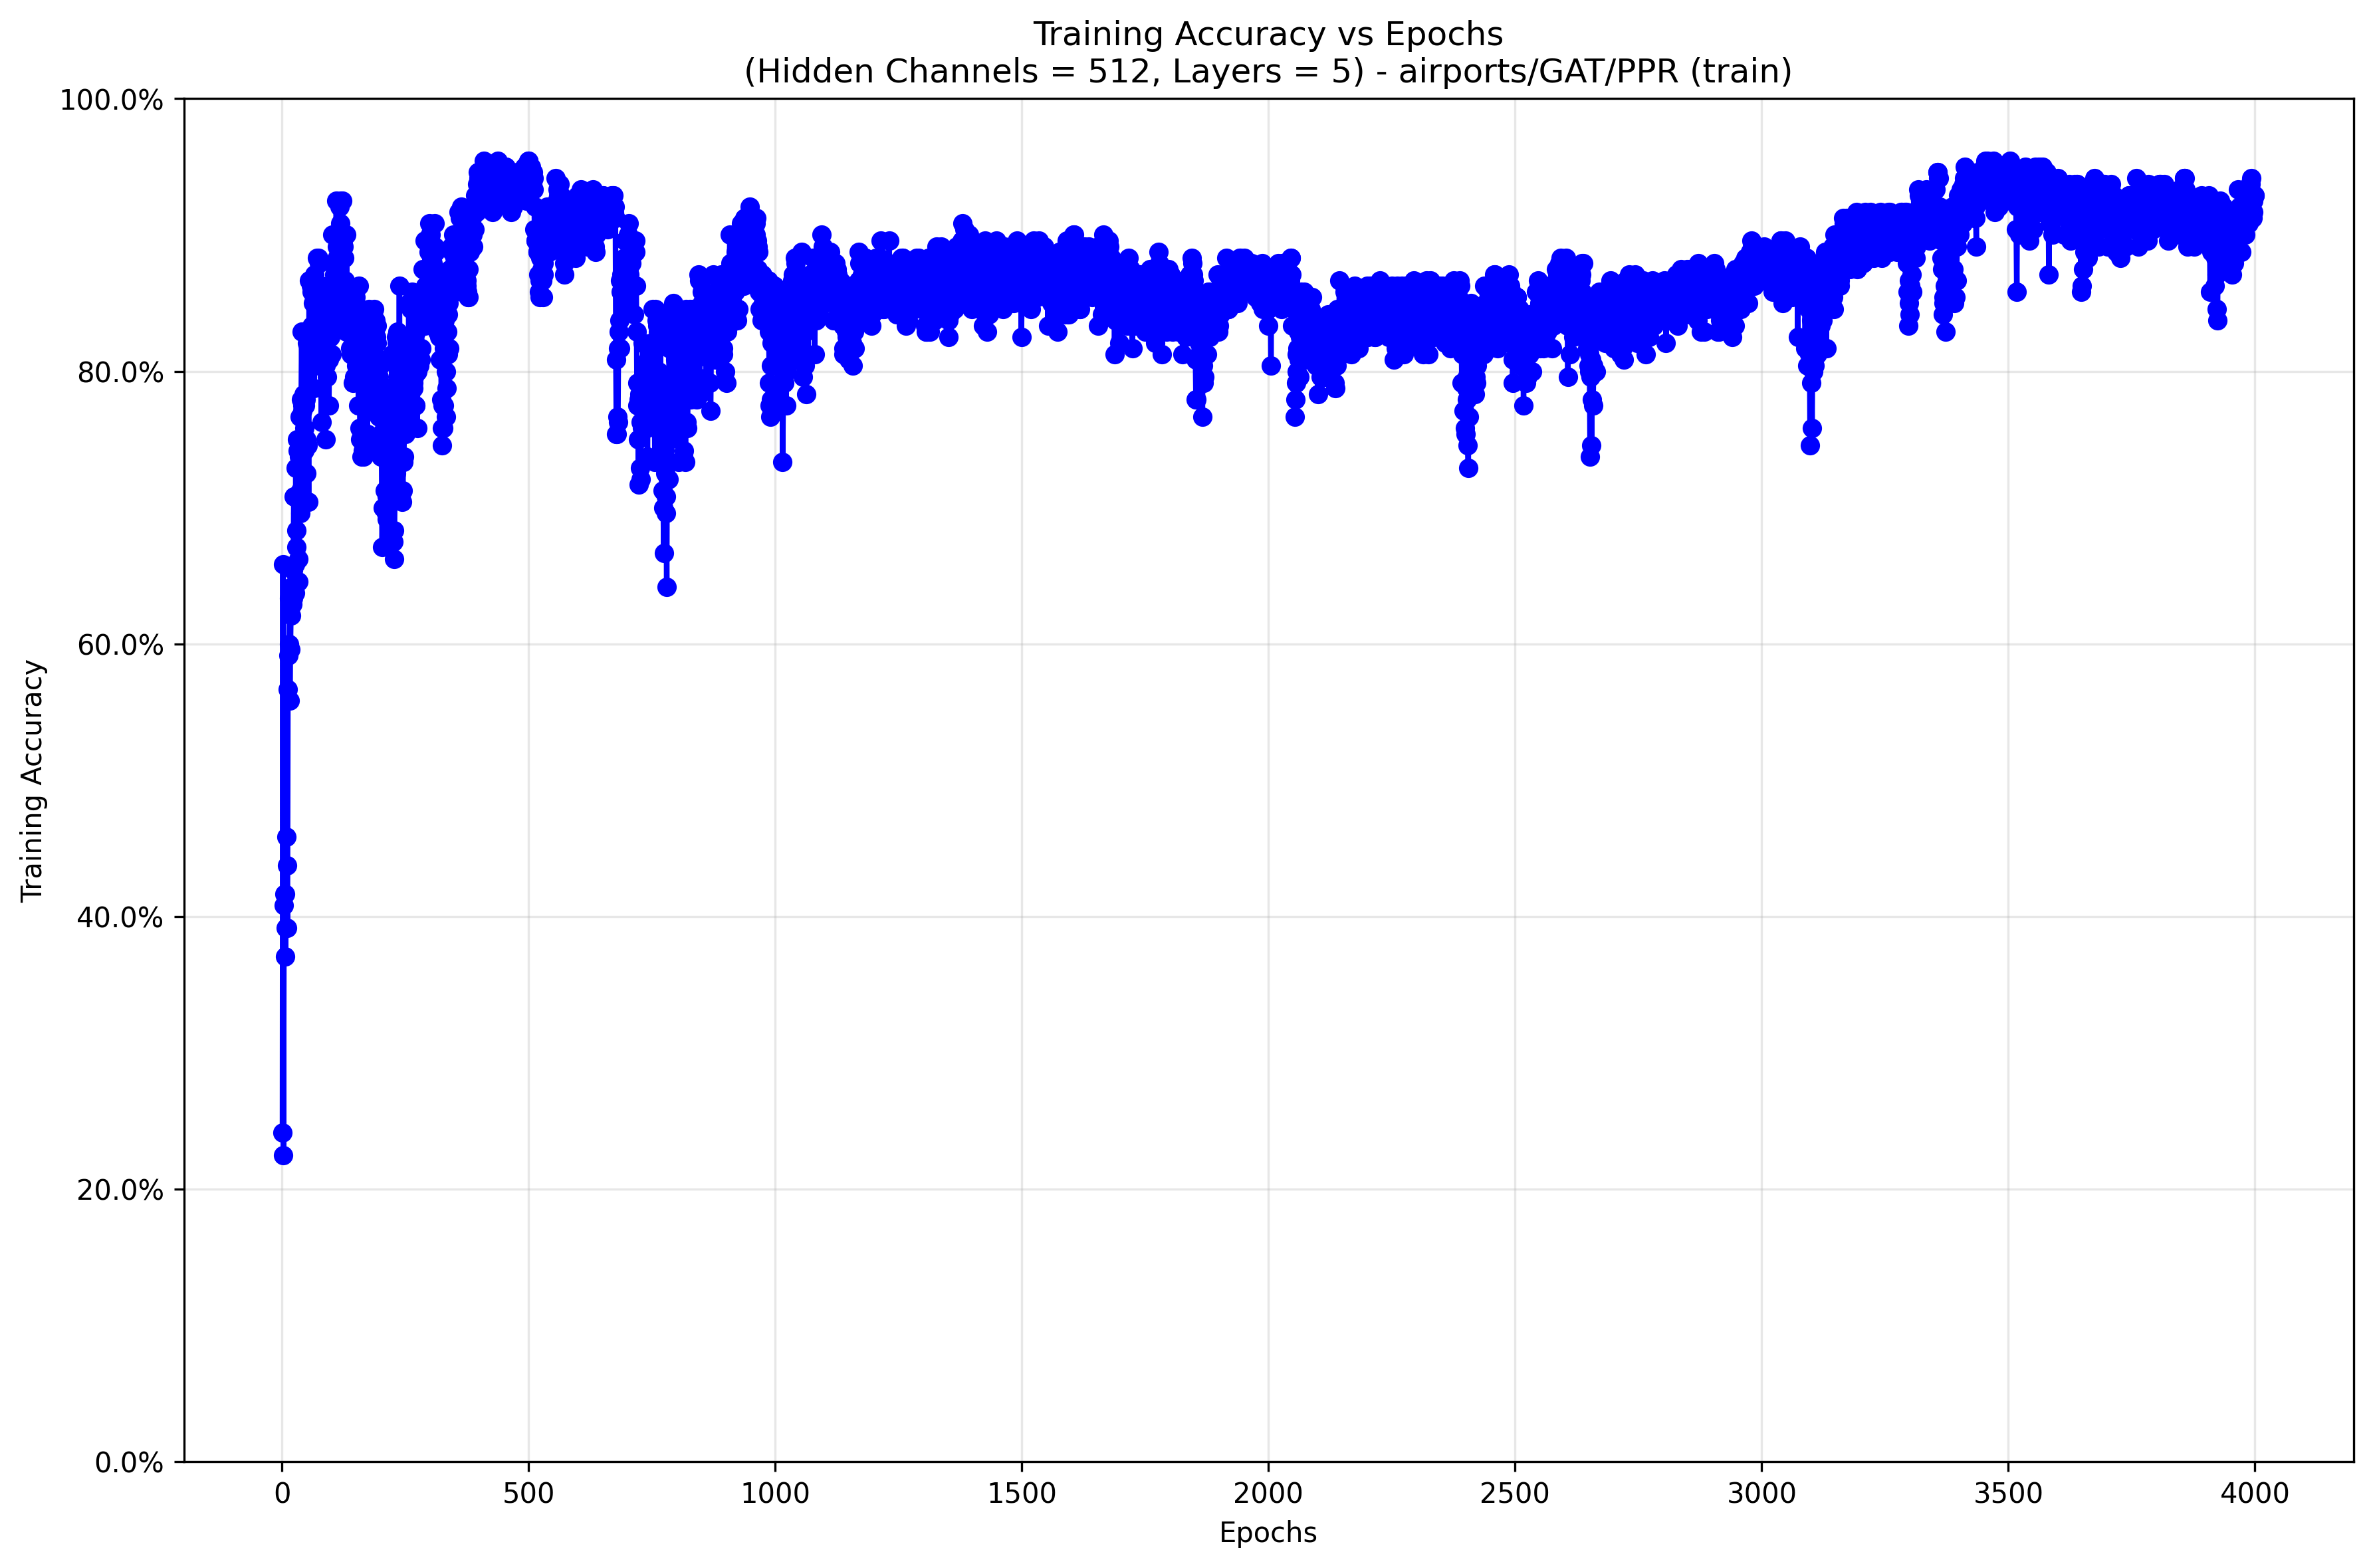 Training Accuracy vs Epochs
(Hidden Channels = 512, Layers = 5) - airports/GAT/PPR (train)
100.0%
80.0%
60.0%
40.0%
20.0%
0.0%
Training Accuracy
0 500 1000 1500 2000 2500 3000 3500 4000
Epochs